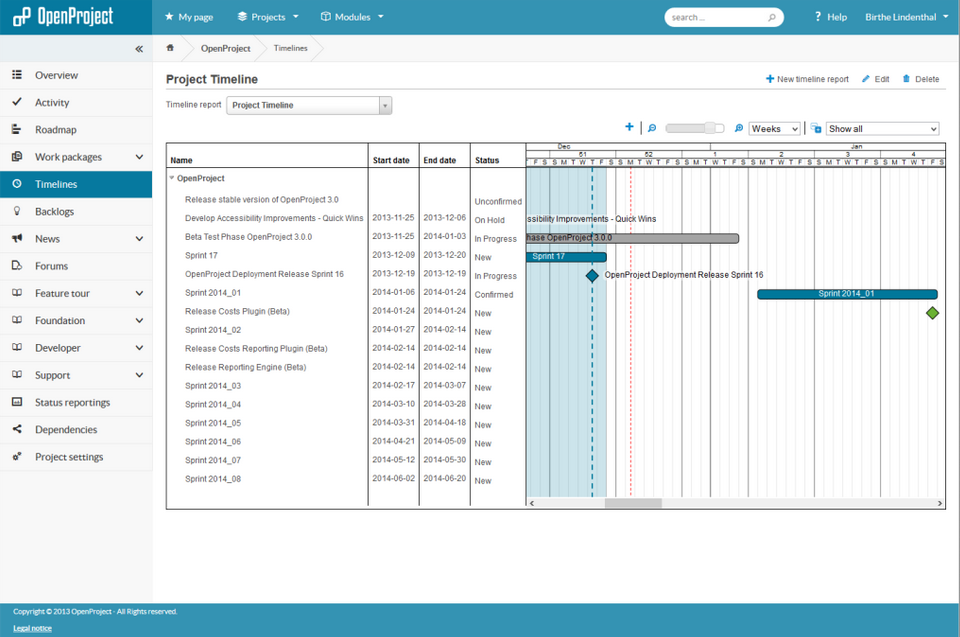 OpenProject
My page
Projects
Modules
search ...
? Help
Birthe Lindenthal
«
OpenProject
Timelines
Overview
Activity
Roadmap
Work packages
Timelines
Backlogs
News
Forums
Feature tour
Foundation
Developer
Support
Status reportings
Dependencies
Project settings
Project Timeline
New timeline report
Edit
Delete
Timeline report
Project Timeline
Weeks
Show all
Name Start date End date Status
Dec Jan
51 52 1 2 3 4
F S S M T W T F S S M T W T F S S M T W T F S S M T W T F S S M T W T F S S M T W T F S
OpenProject
Release stable version of OpenProject 3.0 Unconfirmed
Develop Accessibility Improvements - Quick Wins 2013-11-25 2013-12-06 On Hold ssibility Improvements - Quick Wins
Beta Test Phase OpenProject 3.0.0 2013-11-25 2014-01-03 In Progress hase OpenProject 3.0.0
Sprint 17 2013-12-09 2013-12-20 New Sprint 17
OpenProject Deployment Release Sprint 16 2013-12-19 2013-12-19 In Progress OpenProject Deployment Release Sprint 16
Sprint 2014_01 2014-01-06 2014-01-24 Confirmed Sprint 2014_01
Release Costs Plugin (Beta) 2014-01-24 2014-01-24 New
Sprint 2014_02 2014-01-27 2014-02-14 New
Release Costs Reporting Plugin (Beta) 2014-02-14 2014-02-14 New
Release Reporting Engine (Beta) 2014-02-14 2014-02-14 New
Sprint 2014_03 2014-02-17 2014-03-07 New
Sprint 2014_04 2014-03-10 2014-03-28 New
Sprint 2014_05 2014-03-31 2014-04-18 New
Sprint 2014_06 2014-04-21 2014-05-09 New
Sprint 2014_07 2014-05-12 2014-05-30 New
Sprint 2014_08 2014-06-02 2014-06-20 New
Copyright © 2013 OpenProject - All Rights reserved.
Legal notice